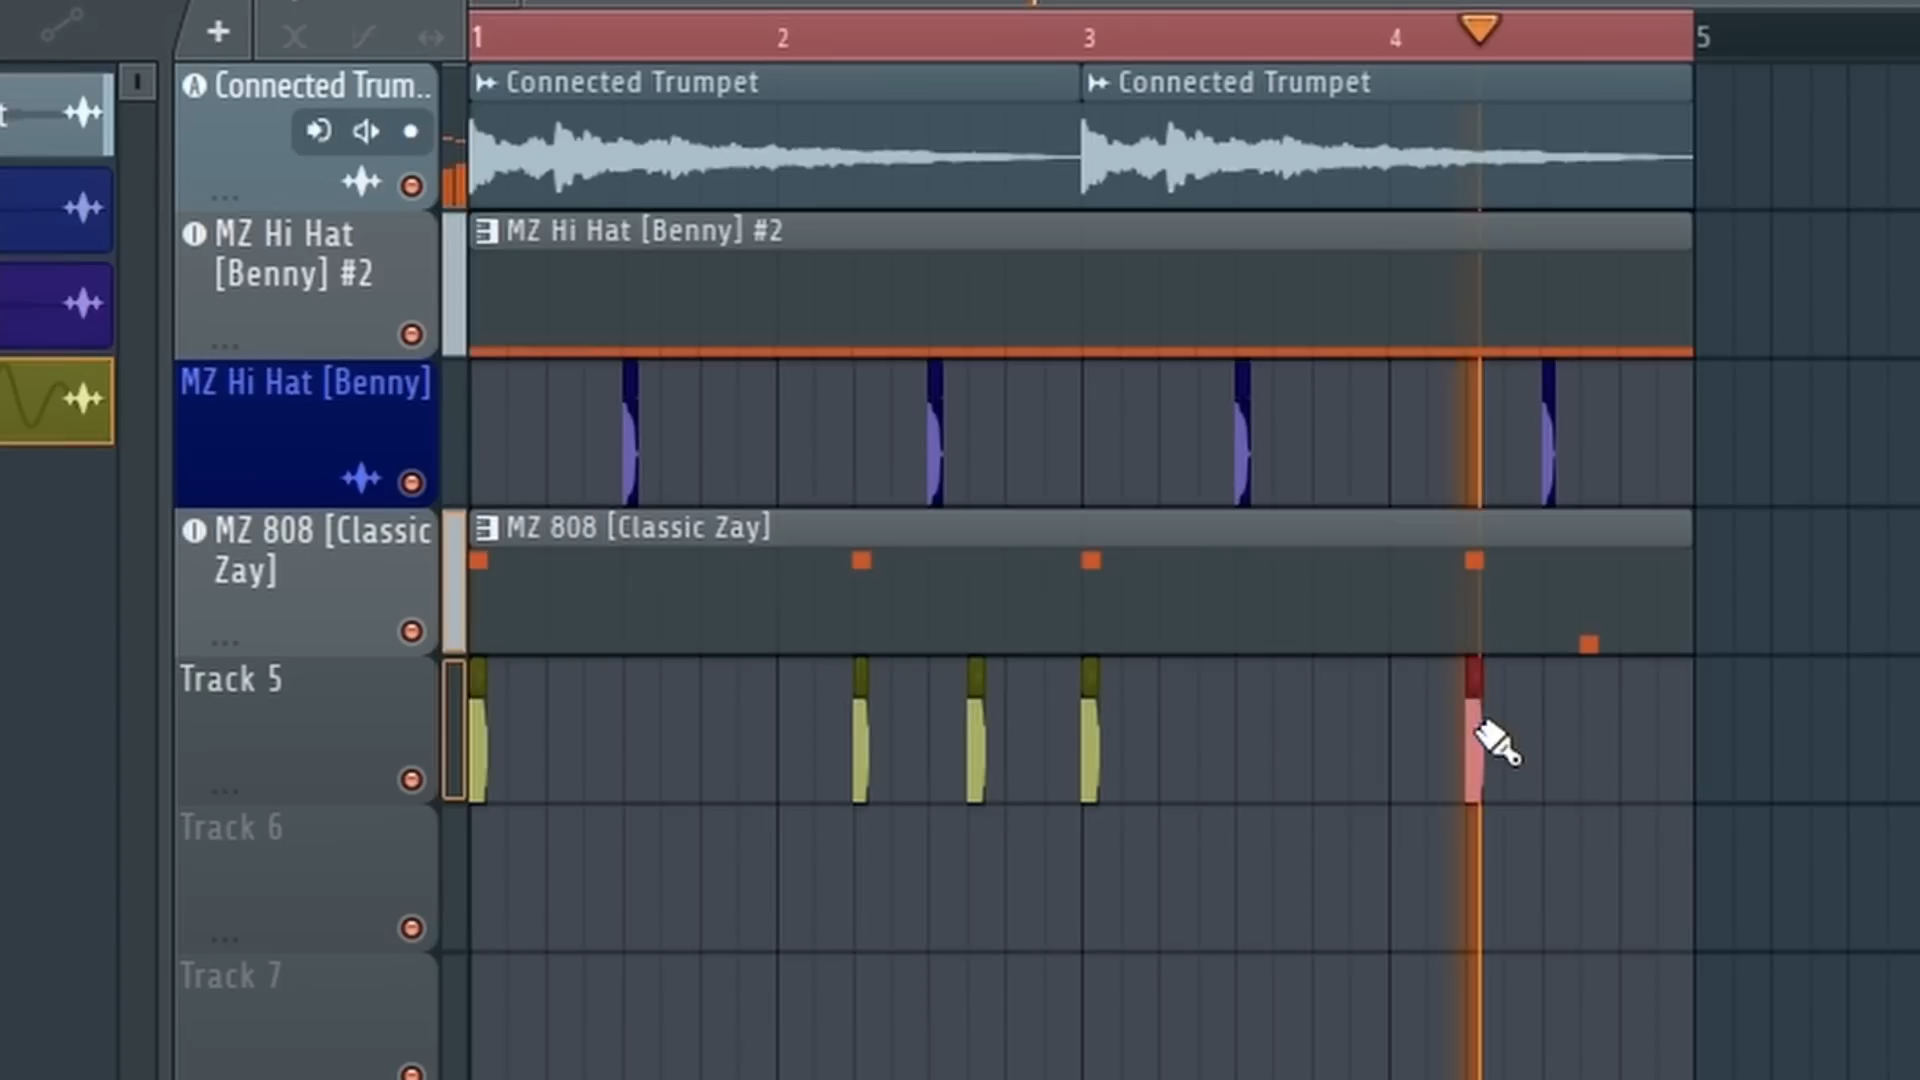 1 2 3 4 5
Connected Trum..
Connected Trumpet
Connected Trumpet
MZ Hi Hat
[Benny] #2
MZ Hi Hat [Benny] #2
MZ Hi Hat [Benny]
MZ 808 [Classic
Zay]
MZ 808 [Classic Zay]
Track 5
Track 6
Track 7